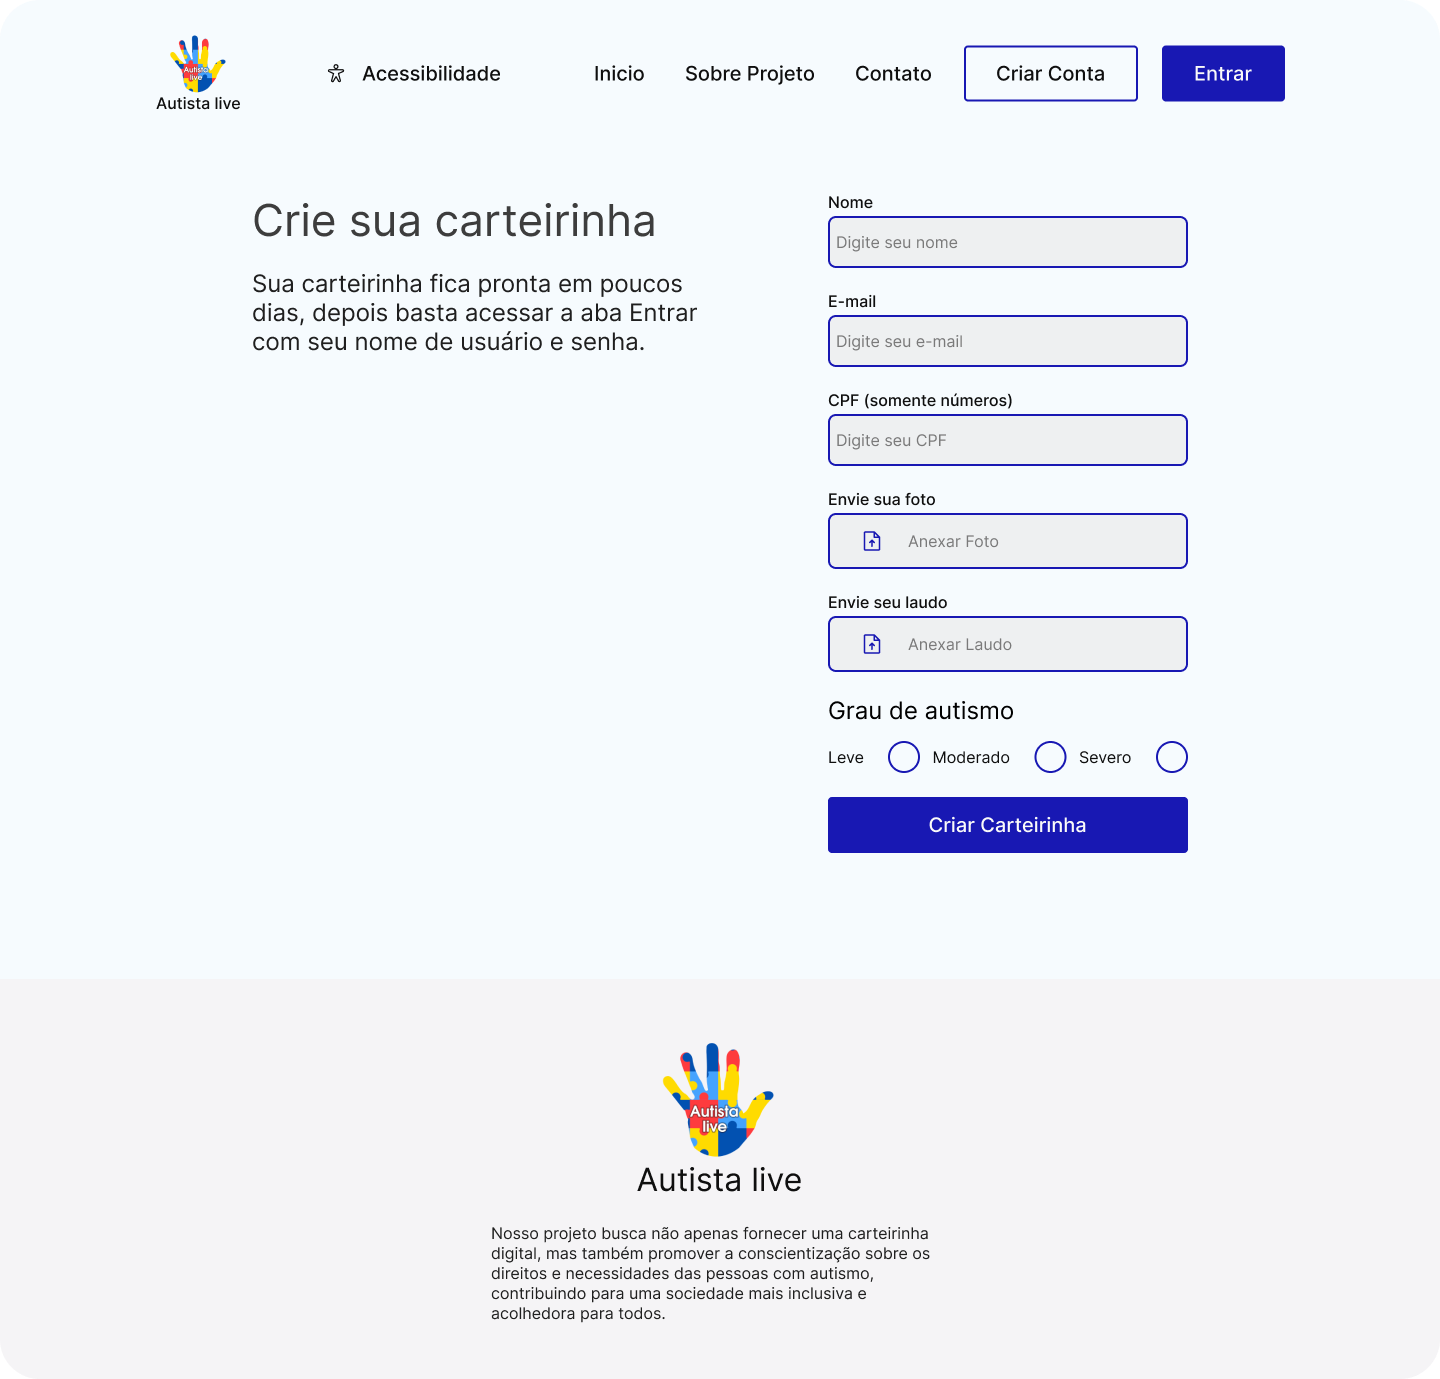 Autista
live
Autista live
Acessibilidade
Inicio
Sobre Projeto
Contato
Criar Conta
Entrar
Crie sua carteirinha
Sua carteirinha fica pronta em poucos
dias, depois basta acessar a aba Entrar
com seu nome de usuário e senha.
Nome
Digite seu nome
E-mail
Digite seu e-mail
CPF (somente números)
Digite seu CPF
Envie sua foto
Anexar Foto
Envie seu laudo
Anexar Laudo
Grau de autismo
Leve
Moderado
Severo
Criar Carteirinha
Autista
live
Autista live
Nosso projeto busca não apenas fornecer uma carteirinha
digital, mas também promover a conscientização sobre os
direitos e necessidades das pessoas com autismo,
contribuindo para uma sociedade mais inclusiva e
acolhedora para todos.